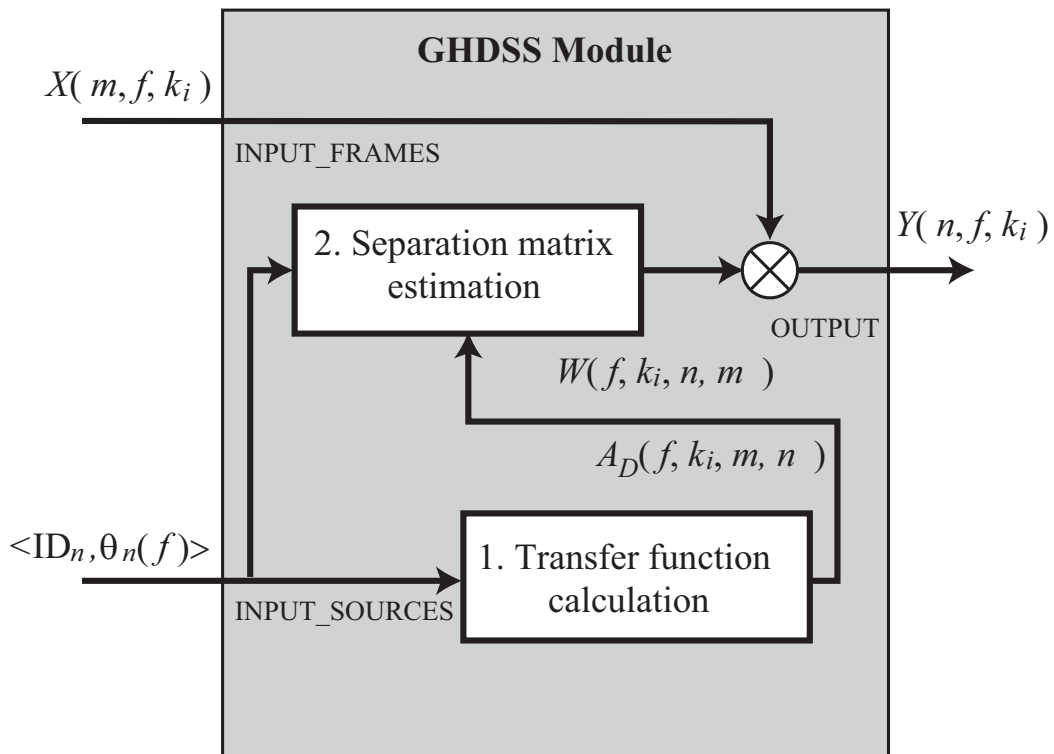 GHDSS Module
X( m, f, kᵢ )
INPUT_FRAMES
2. Separation matrix
estimation
Y( n, f, kᵢ )
OUTPUT
W( f, kᵢ, n, m )
A_D( f, kᵢ, m, n )
<IDₙ,θₙ(f)>
INPUT_SOURCES
1. Transfer function
calculation